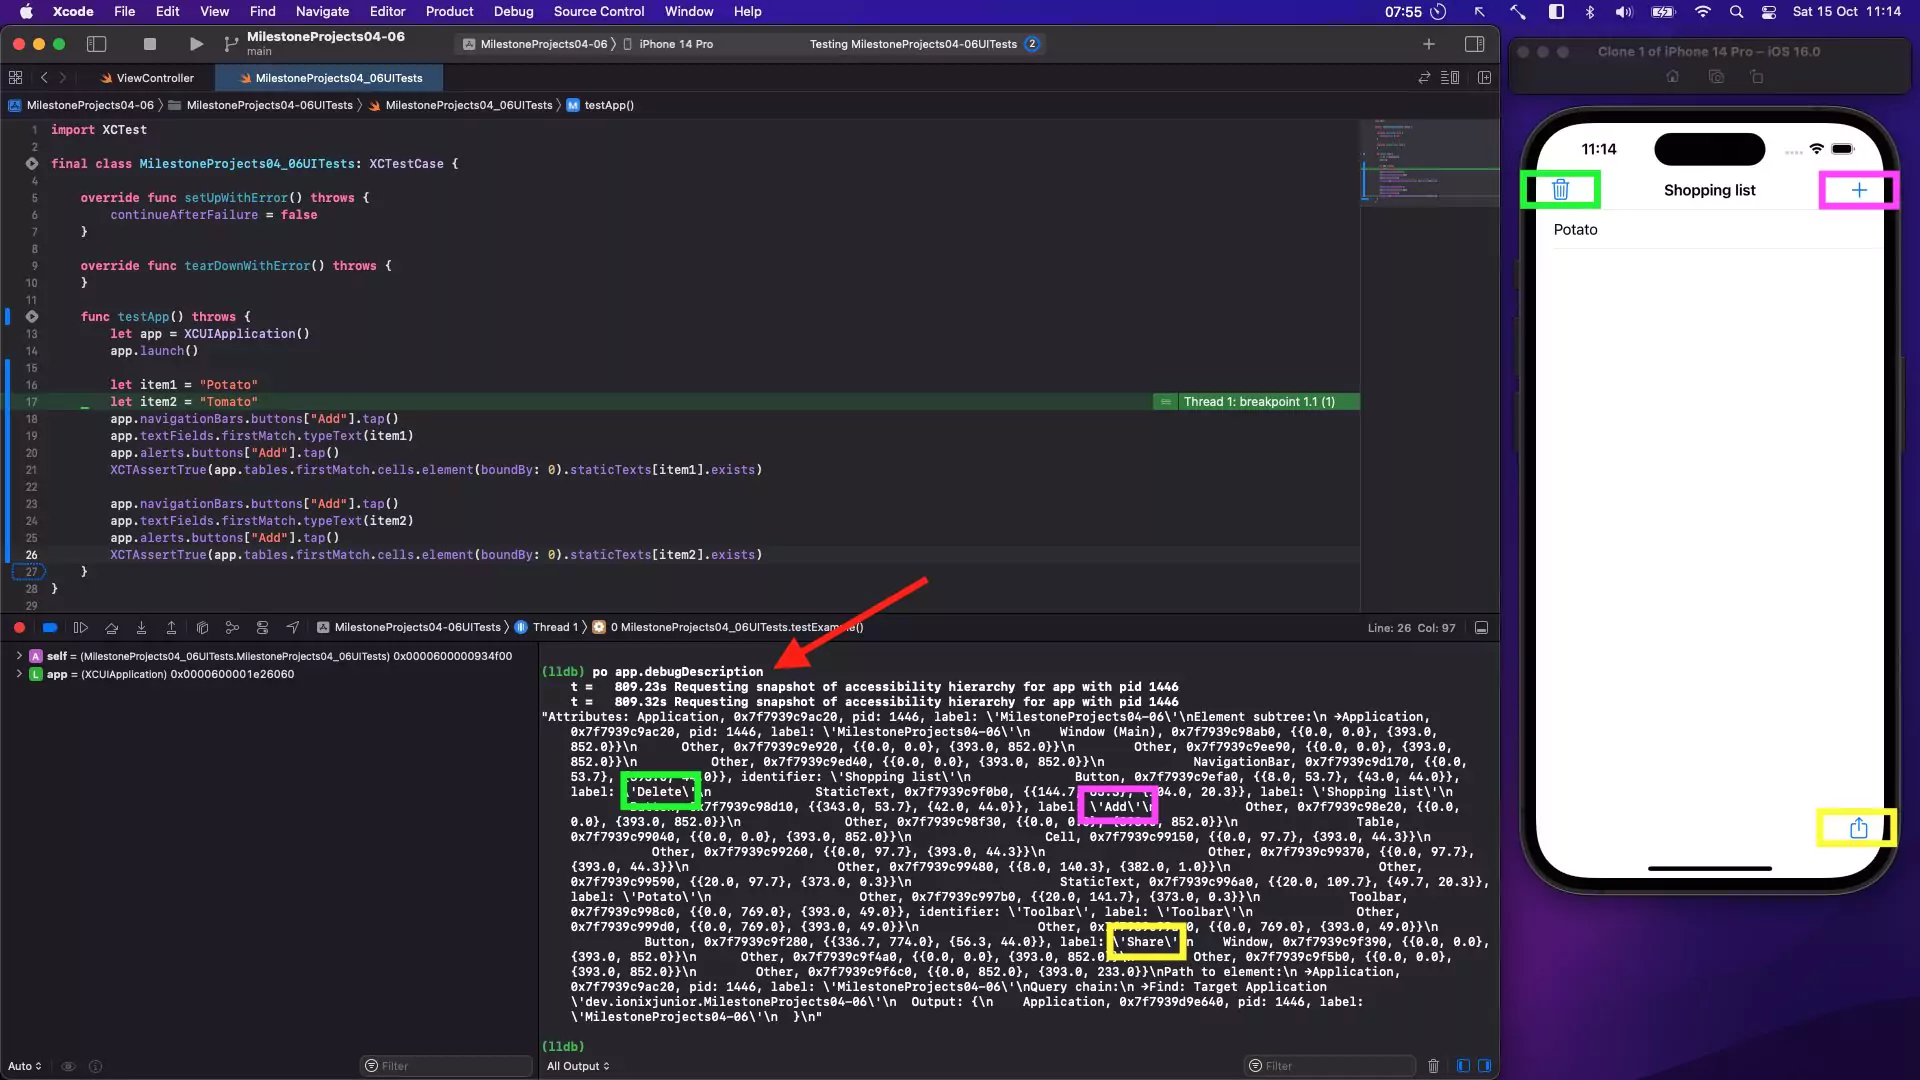 Xcode File Edit View Find Navigate Editor Product Debug Source Control Window Help
07:55 Sat 15 Oct 11:14
MilestoneProjects04-06
main
MilestoneProjects04-06 〉 iPhone 14 Pro
Testing MilestoneProjects04-06UITests 2
ViewController
MilestoneProjects04_06UITests
MilestoneProjects04-06 〉 MilestoneProjects04-06UITests 〉 MilestoneProjects04_06UITests 〉 M testApp()
1 import XCTest
2
final class MilestoneProjects04_06UITests: XCTestCase {
4
5 override func setUpWithError() throws {
6 continueAfterFailure = false
7 }
8
9 override func tearDownWithError() throws {
10 }
11
func testApp() throws {
13 let app = XCUIApplication()
14 app.launch()
15
16 let item1 = "Potato"
17 let item2 = "Tomato"
Thread 1: breakpoint 1.1 (1)
18 app.navigationBars.buttons["Add"].tap()
19 app.textFields.firstMatch.typeText(item1)
20 app.alerts.buttons["Add"].tap()
21 XCTAssertTrue(app.tables.firstMatch.cells.element(boundBy: 0).staticTexts[item1].exists)
22
23 app.navigationBars.buttons["Add"].tap()
24 app.textFields.firstMatch.typeText(item2)
25 app.alerts.buttons["Add"].tap()
26 XCTAssertTrue(app.tables.firstMatch.cells.element(boundBy: 0).staticTexts[item2].exists)
27 }
28 }
29
MilestoneProjects04-06UITests 〉 Thread 1 〉 0 MilestoneProjects04_06UITests.testExample()
Line: 26 Col: 97
A self = (MilestoneProjects04_06UITests.MilestoneProjects04_06UITests) 0x0000600000934f00
L app = (XCUIApplication) 0x0000600001e26060
(lldb) po app.debugDescription
t = 809.23s Requesting snapshot of accessibility hierarchy for app with pid 1446
t = 809.32s Requesting snapshot of accessibility hierarchy for app with pid 1446
"Attributes: Application, 0x7f7939c9ac20, pid: 1446, label: \'MilestoneProjects04-06\'\nElement subtree:\n →Application,
0x7f7939c9ac20, pid: 1446, label: \'MilestoneProjects04-06\'\n Window (Main), 0x7f7939c98ab0, {{0.0, 0.0}, {393.0,
852.0}}\n Other, 0x7f7939c9e920, {{0.0, 0.0}, {393.0, 852.0}}\n Other, 0x7f7939c9ee90, {{0.0, 0.0}, {393.0,
852.0}}\n Other, 0x7f7939c9ed40, {{0.0, 0.0}, {393.0, 852.0}}\n NavigationBar, 0x7f7939c9d170, {{0.0,
53.7}, {393.0, 44.0}}, identifier: \'Shopping list\'\n Button, 0x7f7939c9efa0, {{8.0, 53.7}, {43.0, 44.0}},
label: \'Delete\'\n StaticText, 0x7f7939c9f0b0, {{144.7, {104.0, 20.3}}, label: \'Shopping list\'\n
0x7f7939c98d10, {{343.0, 53.7}, {42.0, 44.0}}, label: \'Add\'\n Other, 0x7f7939c98e20, {{0.0,
0.0}, {393.0, 852.0}}\n Other, 0x7f7939c98f30, {{0.0, 852.0}}\n Table,
0x7f7939c99040, {{0.0, 0.0}, {393.0, 852.0}}\n Cell, 0x7f7939c99150, {{0.0, 97.7}, {393.0, 44.3}}\n
Other, 0x7f7939c99260, {{0.0, 97.7}, {393.0, 44.3}}\n Other, 0x7f7939c99370, {{0.0, 97.7},
{393.0, 44.3}}\n Other, 0x7f7939c99480, {{8.0, 140.3}, {382.0, 1.0}}\n Other,
0x7f7939c99590, {{20.0, 97.7}, {373.0, 0.3}}\n StaticText, 0x7f7939c996a0, {{20.0, 109.7}, {49.7, 20.3}},
label: \'Potato\'\n Other, 0x7f7939c997b0, {{20.0, 141.7}, {373.0, 0.3}}\n Toolbar,
0x7f7939c998c0, {{0.0, 769.0}, {393.0, 49.0}}, identifier: \'Toolbar\', label: \'Toolbar\'\n Other,
0x7f7939c999d0, {{0.0, 769.0}, {393.0, 49.0}}\n Other, {{0.0, 769.0}, {393.0, 49.0}}\n
Button, 0x7f7939c9f280, {{336.7, 774.0}, {56.3, 44.0}}, label: \'Share\'\n Window, 0x7f7939c9f390, {{0.0, 0.0},
{393.0, 852.0}}\n Other, 0x7f7939c9f4a0, {{0.0, 0.0}, {393.0, 852.0}}\n Other, 0x7f7939c9f5b0, {{0.0, 0.0},
{393.0, 852.0}}\n Other, 0x7f7939c9f6c0, {{0.0, 852.0}, {393.0, 233.0}}\nPath to element:\n →Application,
0x7f7939c9ac20, pid: 1446, label: \'MilestoneProjects04-06\'\nQuery chain:\n →Find: Target Application
\'dev.ionixjunior.MilestoneProjects04-06\'\n Output: {\n Application, 0x7f7939d9e640, pid: 1446, label:
\'MilestoneProjects04-06\'\n }\n"
(lldb)
Auto
Filter
All Output
Filter
Clone 1 of iPhone 14 Pro – iOS 16.0
11:14
Shopping list
Potato